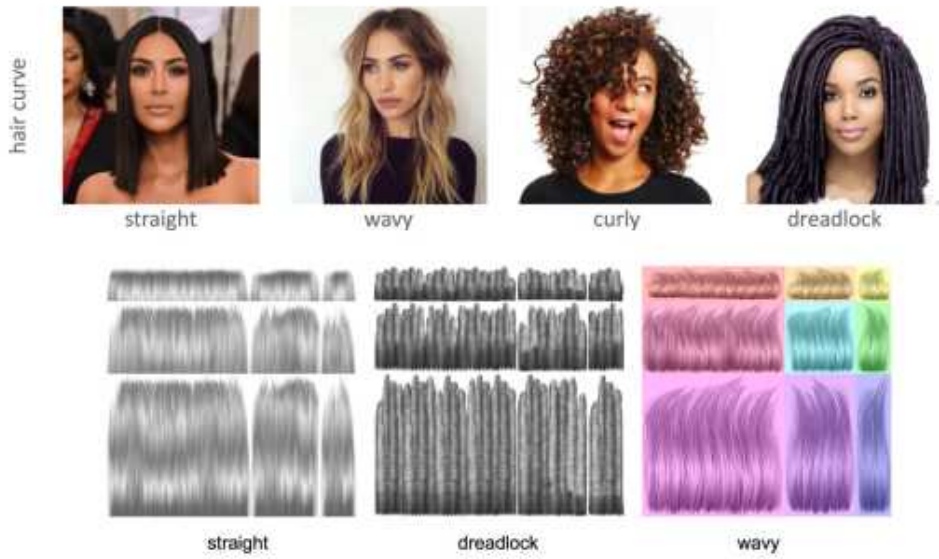 hair curve
straight
wavy
curly
dreadlock
straight
dreadlock
wavy